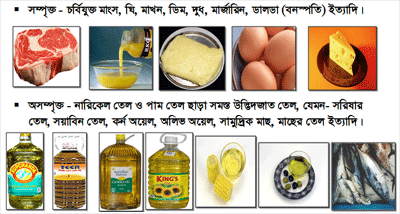 ▪ সম্পৃক্ত - চর্বিযুক্ত মাংস, ঘি, মাখন, ডিম, দুধ, মার্জারিন, ডালডা (বনস্পতি) ইত্যাদি।
▪ অসম্পৃক্ত - নারিকেল তেল ও পাম তেল ছাড়া সমস্ত উদ্ভিদজাত তেল, যেমন- সরিষার
তেল, সয়াবিন তেল, কর্ন অয়েল, অলিভ অয়েল, সামুদ্রিক মাছ, মাছের তেল ইত্যাদি।
KING'S